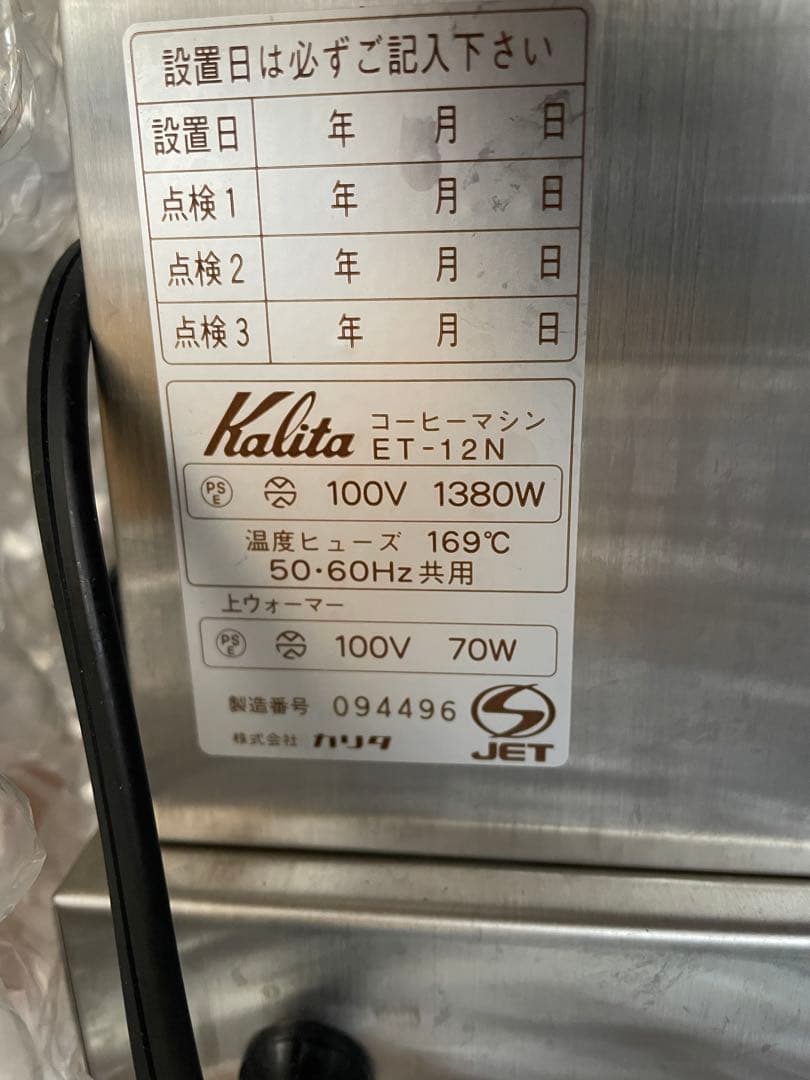 設置日は必ずご記入下さい
設置日 年 月 日
点検1 年 月 日
点検2 年 月 日
点検3 年 月 日
Kalita コーヒーマシン
ET-12N
PS E 100V 1380W
温度ヒューズ 169℃
50・60Hz共用
上ウォーマー
PS E 100V 70W
製造番号 094496
株式会社 カリタ
JET